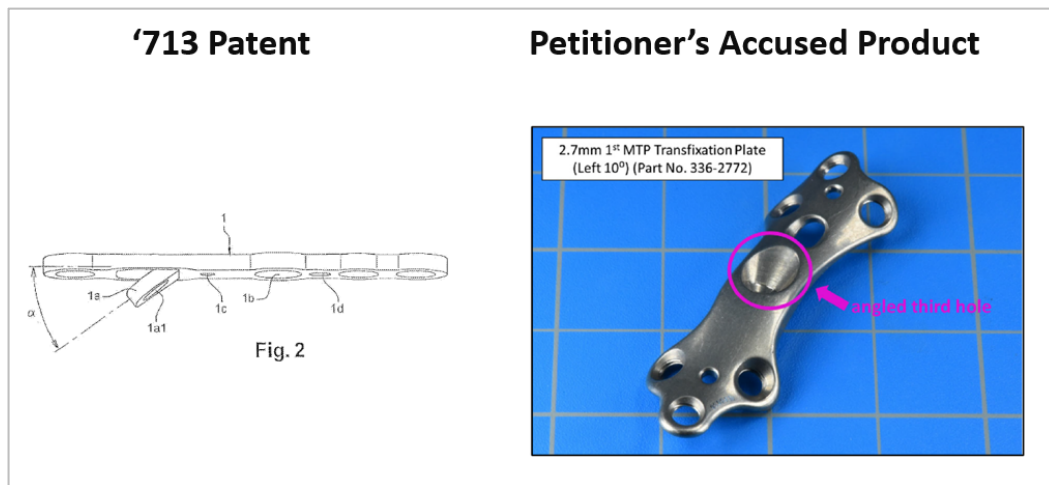 ‘713 Patent
Petitioner’s Accused Product
2.7mm 1st MTP Transfixation Plate
(Left 10⁰) (Part No. 336-2772)
1
1a
1a1
1c
1b
1d
α
Fig. 2
angled third hole